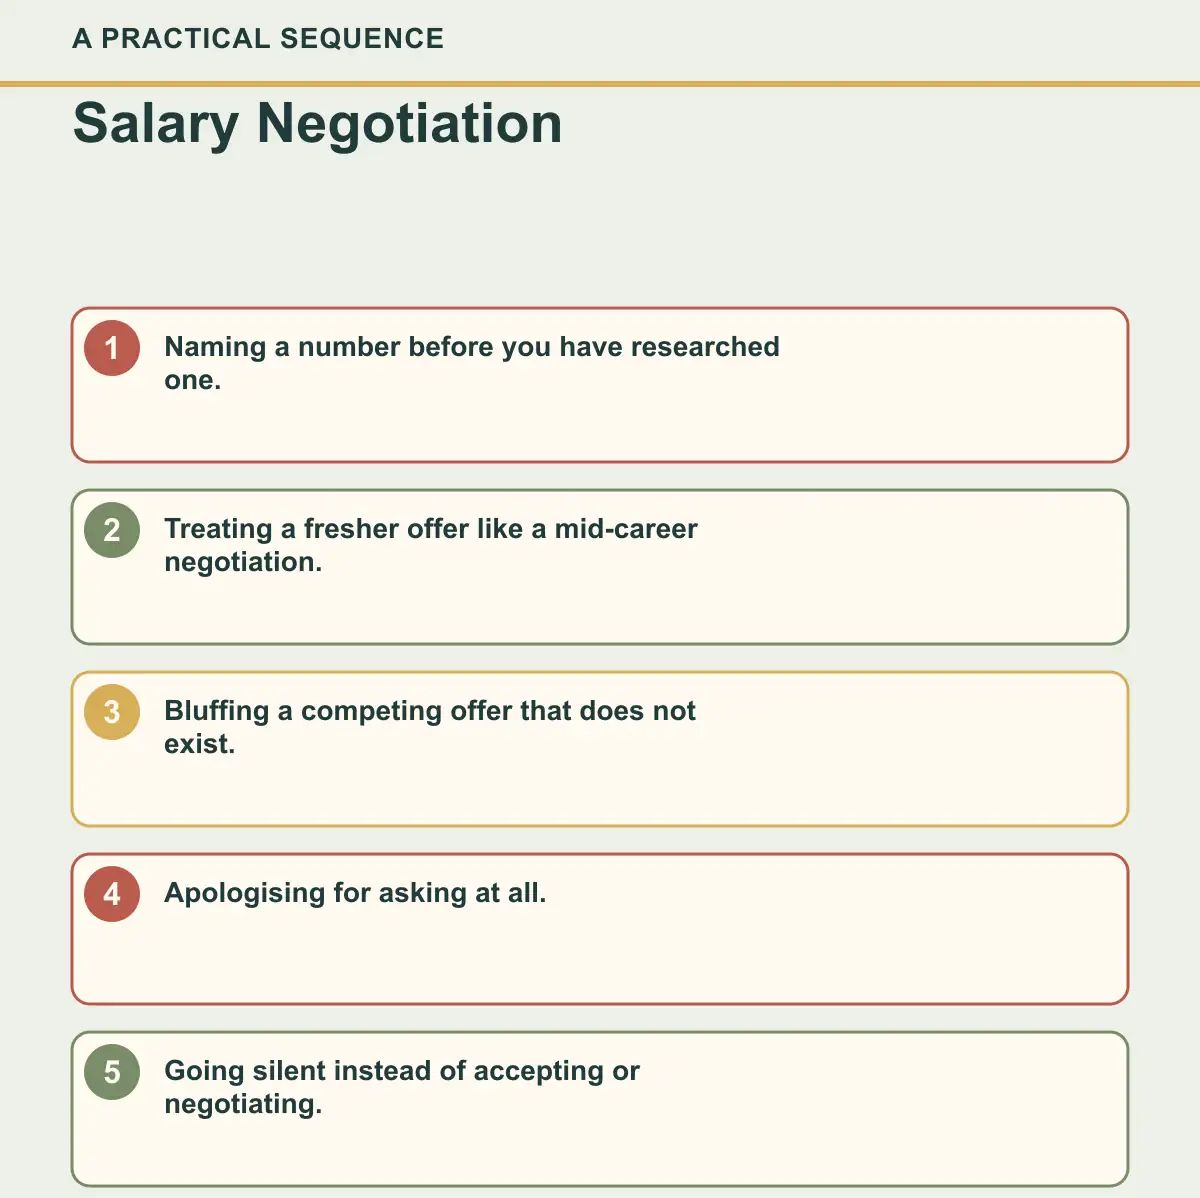 A PRACTICAL SEQUENCE
Salary Negotiation
1
Naming a number before you have researched
one.
2
Treating a fresher offer like a mid-career
negotiation.
3
Bluffing a competing offer that does not
exist.
4
Apologising for asking at all.
5
Going silent instead of accepting or
negotiating.